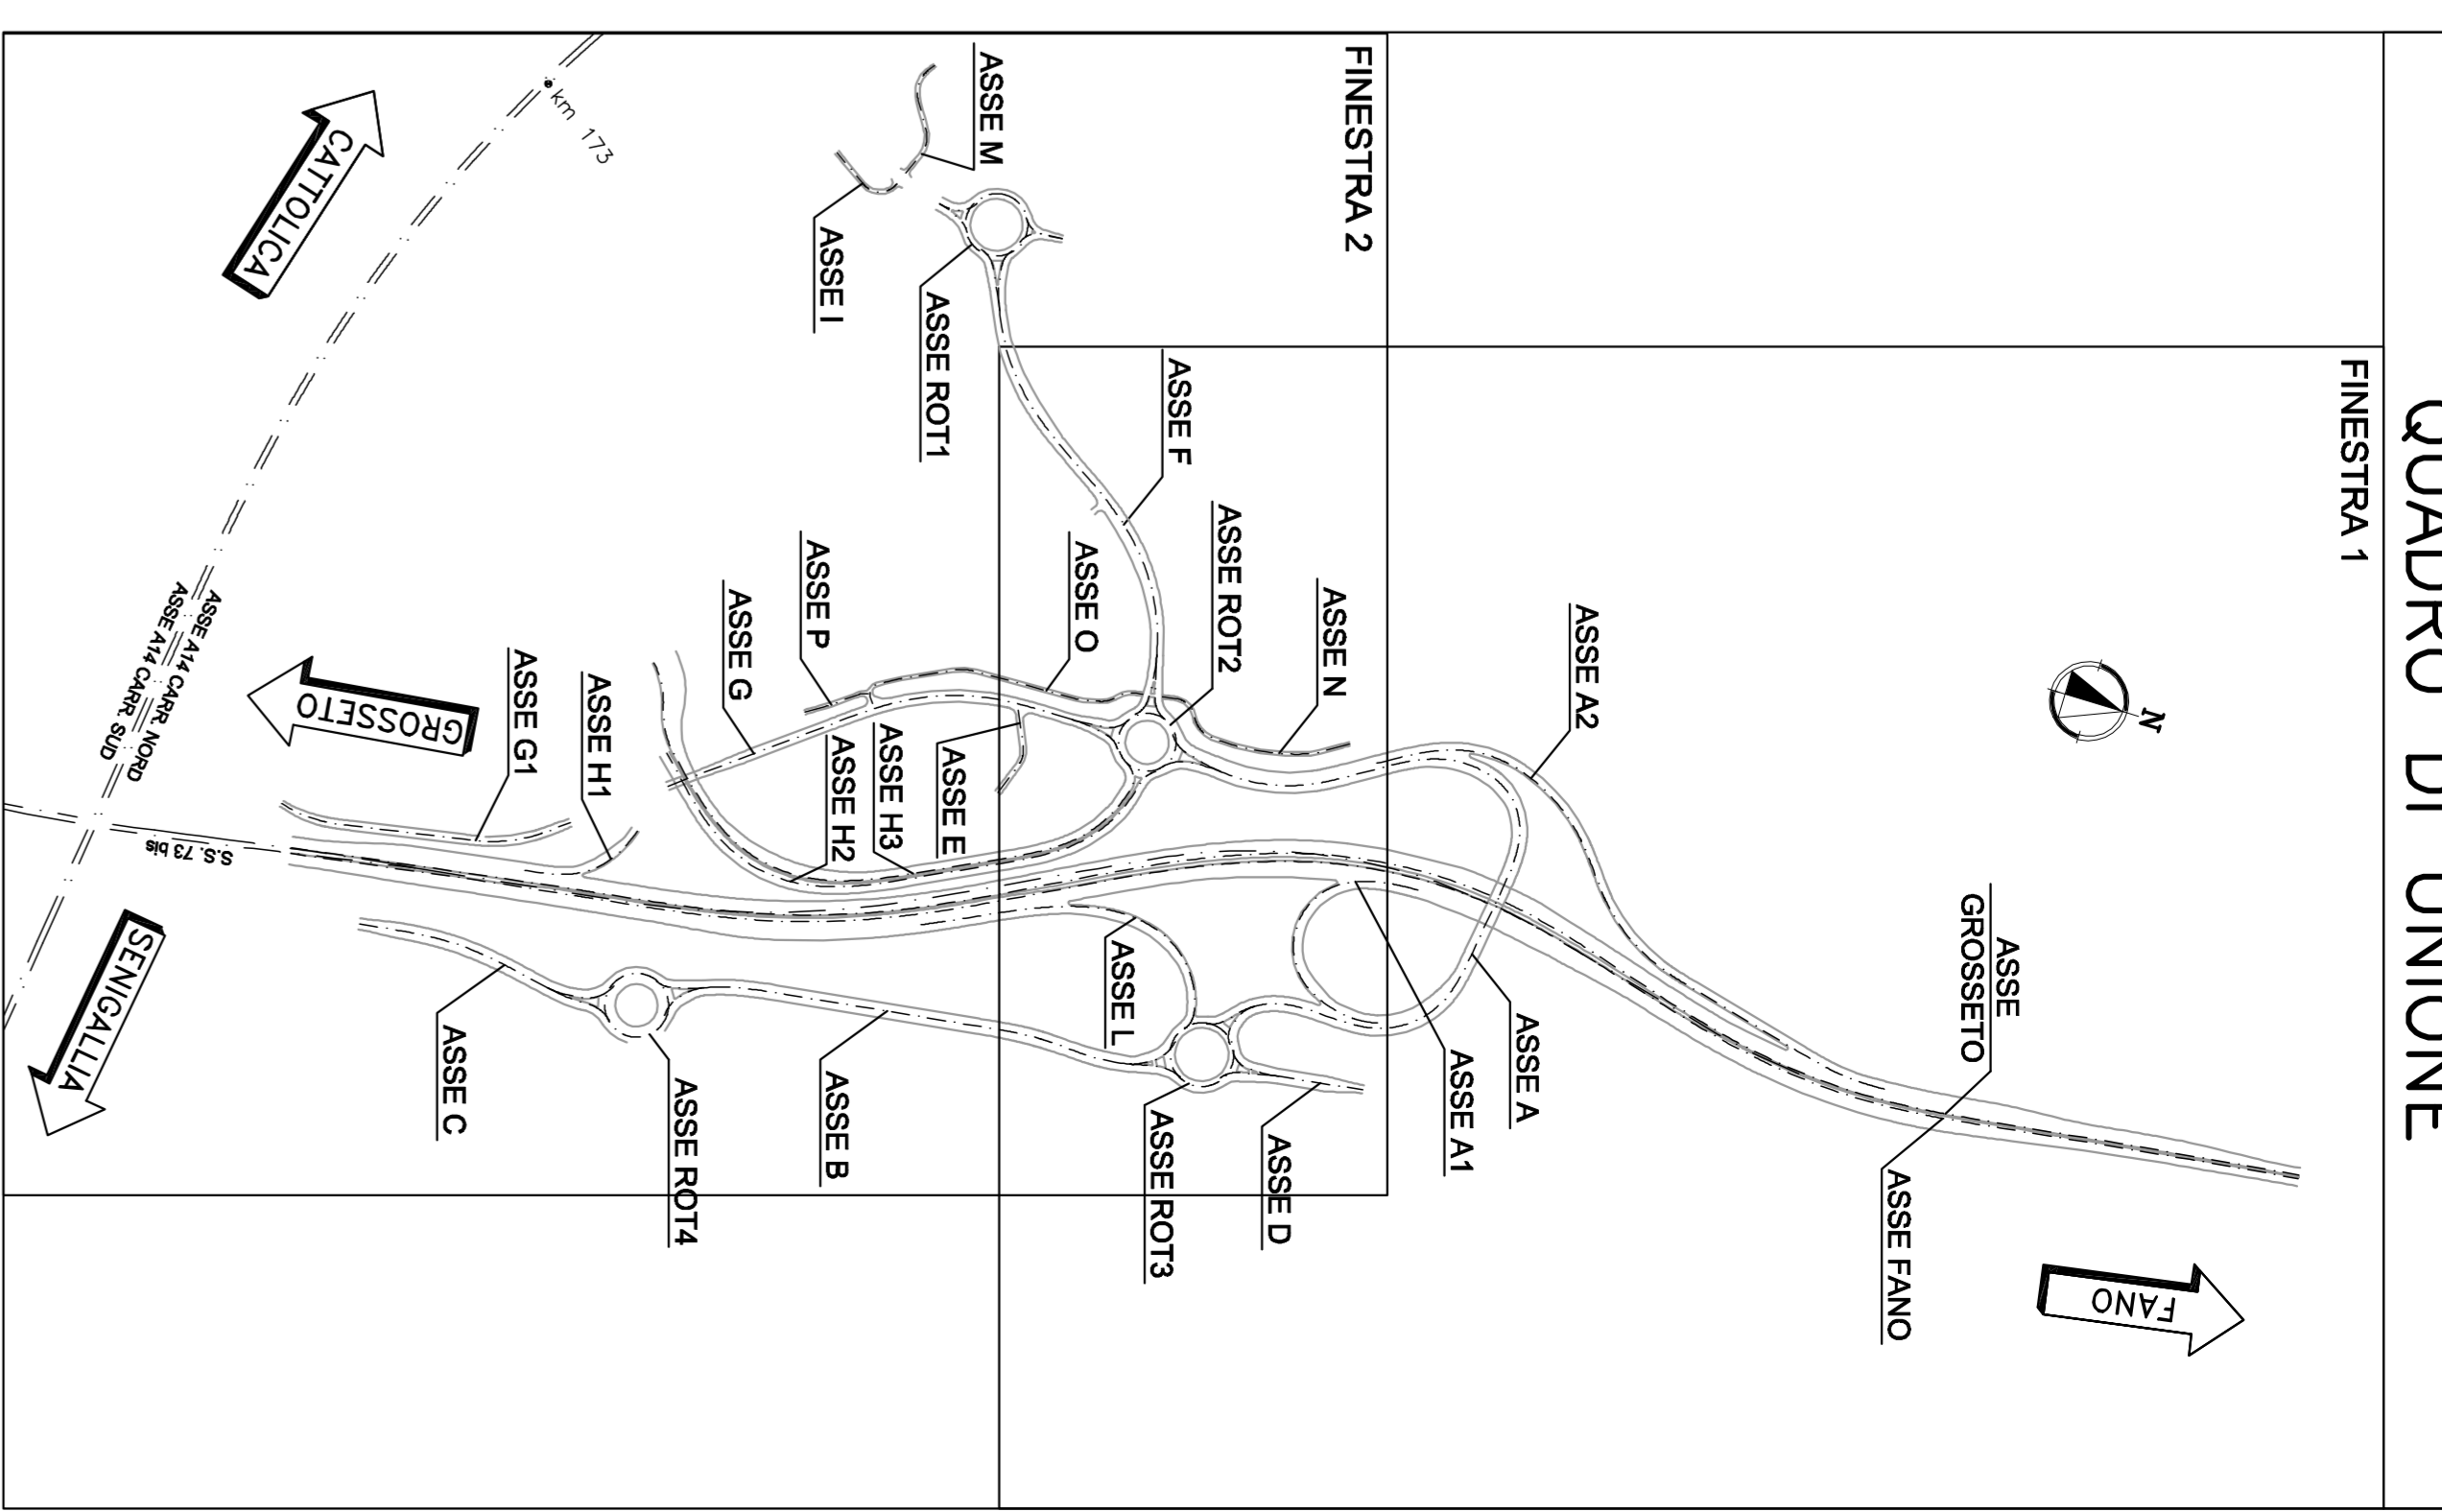 QUADRO DI UNIONE
FINESTRA 1
FINESTRA 2
N
ASSE
GROSSETO
ASSE FANO
FANO
ASSE A2
ASSE A
ASSE A1
ASSE N
ASSE D
ASSE ROT2
ASSE ROT3
ASSE F
ASSE L
ASSE O
ASSE M
ASSE E
ASSE ROT1
ASSE H3
ASSE H2
ASSE B
ASSE I
ASSE P
ASSE G
ASSE ROT4
ASSE H1
ASSE G1
ASSE C
km 173
CATTOLICA
GROSSETO
ASSE A14 CARR. NORD
ASSE A14 CARR. SUD
S.S. 73 bis
SENIGALLIA